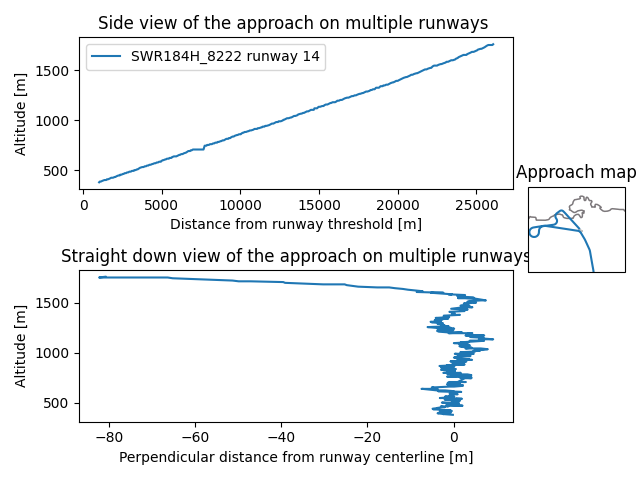 Side view of the approach on multiple runways
SWR184H_8222 runway 14
Altitude [m]
1500
1000
500
0 5000 10000 15000 20000 25000
Distance from runway threshold [m]
Approach map
Straight down view of the approach on multiple runways
Altitude [m]
1500
1000
500
−80 −60 −40 −20 0
Perpendicular distance from runway centerline [m]